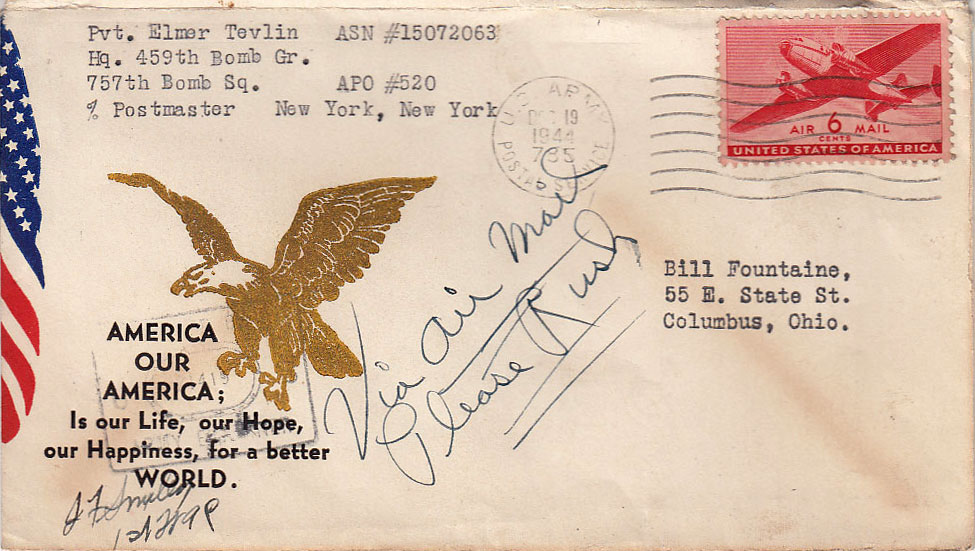 Pvt. Elmer Tevlin ASN #15072063
Hq. 459th Bomb Gr.
757th Bomb Sq. APO #520
% Postmaster New York, New York
U.S. ARMY
DEC 19
1944
POSTAL SERVICE
AIR 6 MAIL
CENTS
UNITED STATES OF AMERICA
Via Air Mail
Please Rush
Bill Fountaine,
55 E. State St.
Columbus, Ohio.
AMERICA
OUR
AMERICA;
Is our Life, our Hope,
our Happiness, for a better
WORLD.
ARMY